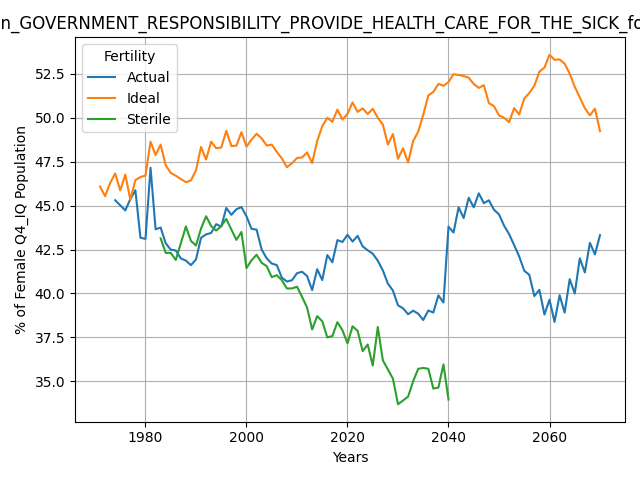 n_GOVERNMENT_RESPONSIBILITY_PROVIDE_HEALTH_CARE_FOR_THE_SICK_fo
Fertility
Actual
Ideal
Sterile
% of Female Q4_IQ Population
52.5
50.0
47.5
45.0
42.5
40.0
37.5
35.0
1980 2000 2020 2040 2060
Years